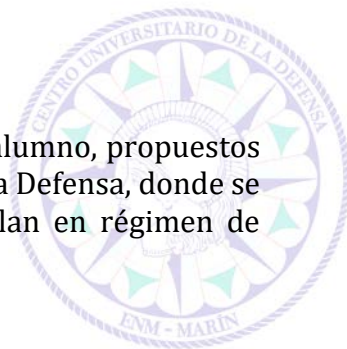 CENTRO UNIVERSITARIO DE LA DEFENSA
alumno, propuestos
a Defensa, donde se
lan en régimen de
ENM - MARÍN